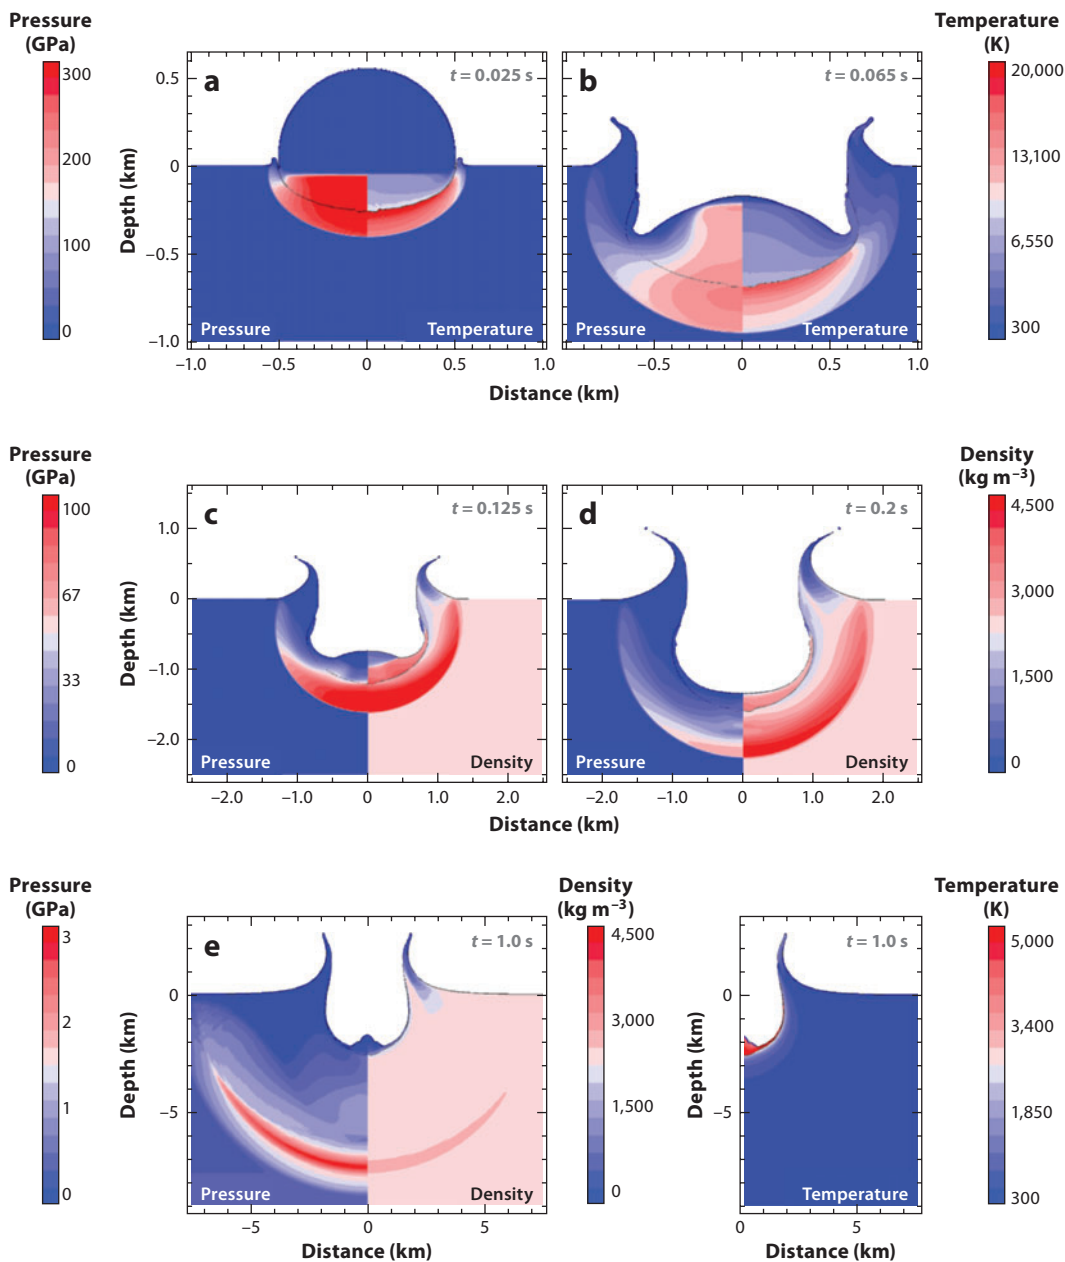 Pressure
(GPa)
300
200
100
0
Temperature
(K)
20,000
13,100
6,550
300
Depth (km)
0.5
0
−0.5
−1.0
a
t = 0.025 s
Pressure
Temperature
−1.0
−0.5
0
0.5
1.0
b
t = 0.065 s
Pressure
Temperature
−0.5
0
0.5
1.0
Distance (km)
Pressure
(GPa)
100
67
33
0
Density
(kg m⁻³)
4,500
3,000
1,500
0
Depth (km)
1.0
0
−1.0
−2.0
c
t = 0.125 s
Pressure
Density
−2.0
−1.0
0
1.0
2.0
d
t = 0.2 s
Pressure
Density
−2.0
−1.0
0
1.0
2.0
Distance (km)
Pressure
(GPa)
3
2
1
0
Depth (km)
0
−5
e
t = 1.0 s
Pressure
Density
−5
0
5
Distance (km)
Density
(kg m⁻³)
4,500
3,000
1,500
0
Depth (km)
0
−5
t = 1.0 s
Temperature
0
5
Distance (km)
Temperature
(K)
5,000
3,400
1,850
300